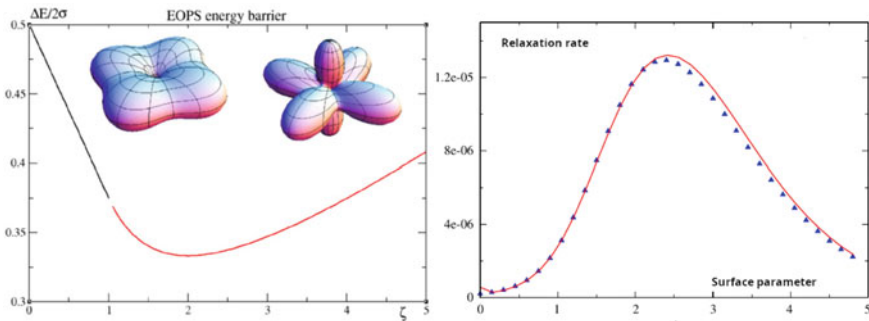 ΔE/2σ EOPS energy barrier
0.5
0.45
0.4
0.35
0.3
0 1 2 3 4 ζ 5
Relaxation rate
1.2e-05
8e-06
4e-06
Surface parameter
0 1 2 3 4 5